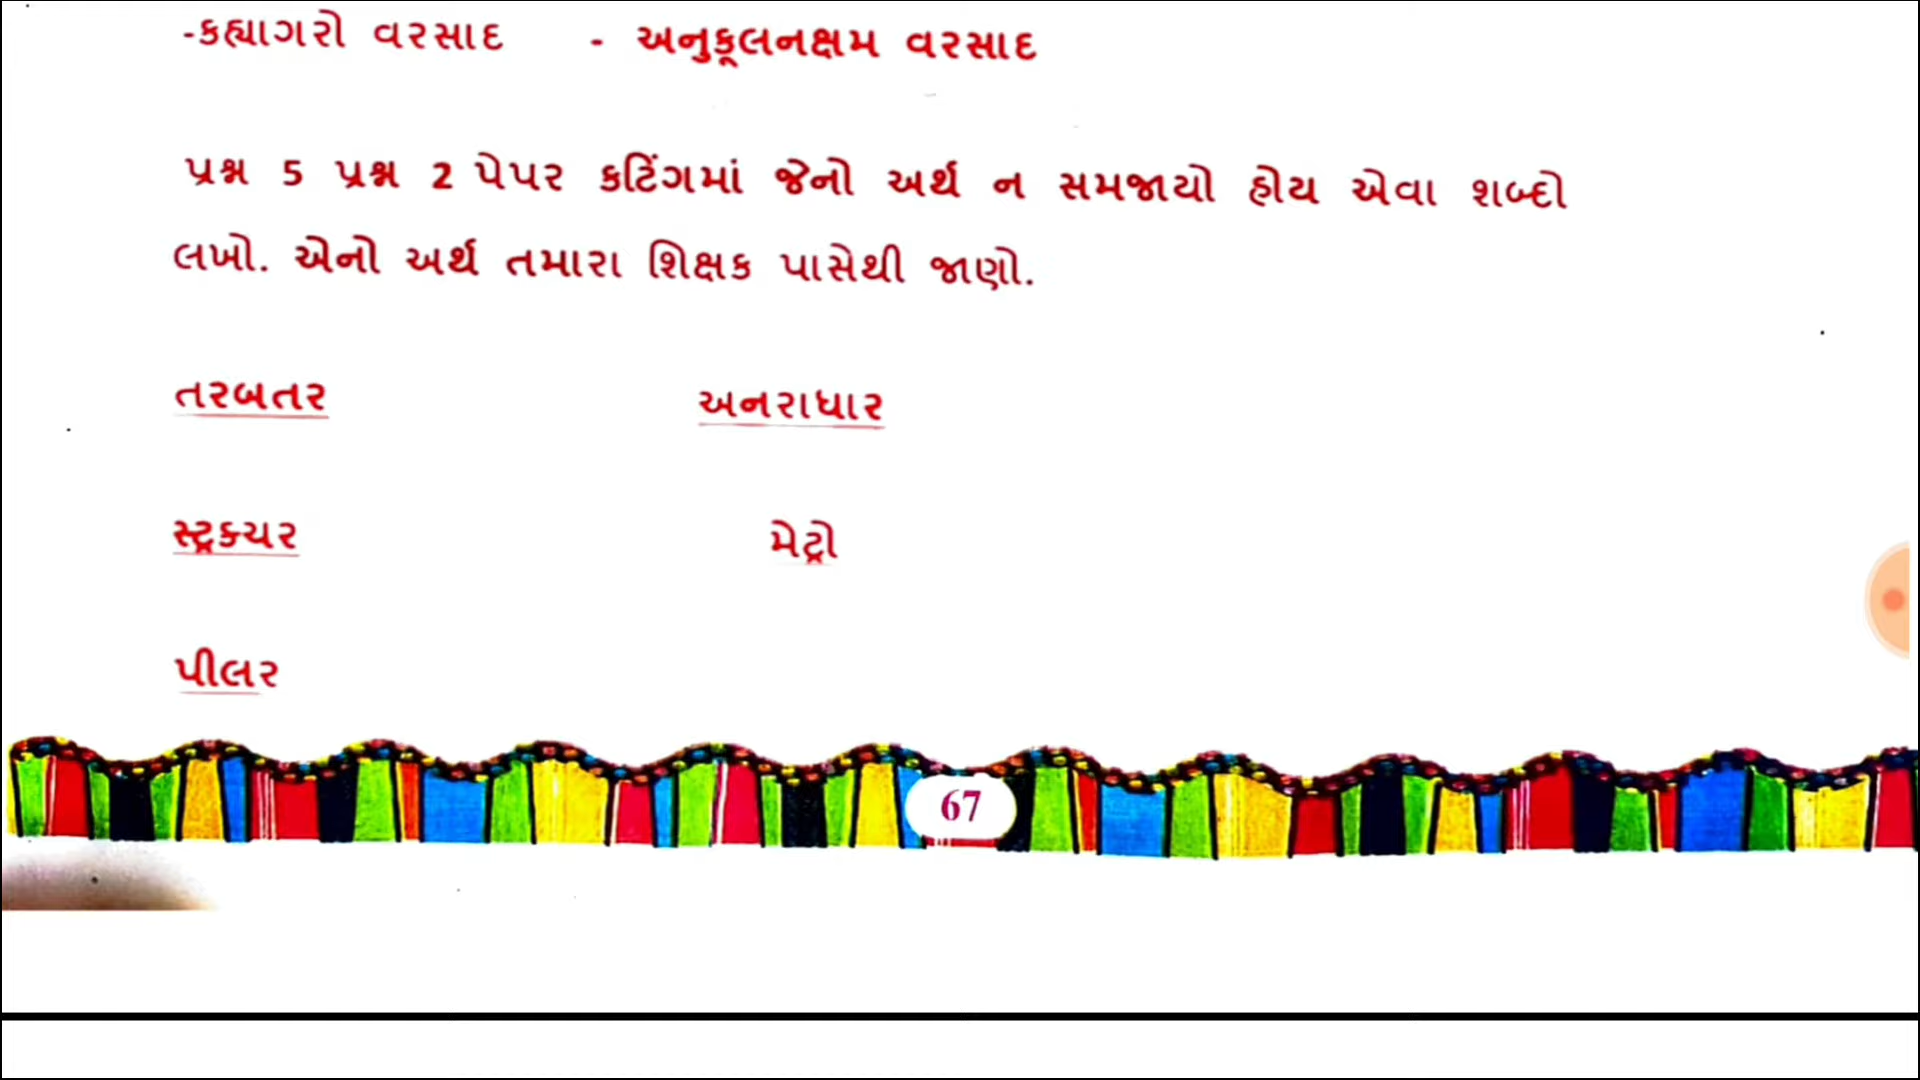 -કહ્યાગરો વરસાદ - અનુકૂલનક્ષમ વરસાદ
પ્રશ્ન 5 પ્રશ્ન 2 પેપર કટિંગમાં જેનો અર્થ ન સમજાયો હોય એવા શબ્દો
લખો. એનો અર્થ તમારા શિક્ષક પાસેથી જાણો.
તરબતર અનરાધાર
સ્ટ્રક્ચર મેટ્રો
પીલર
67